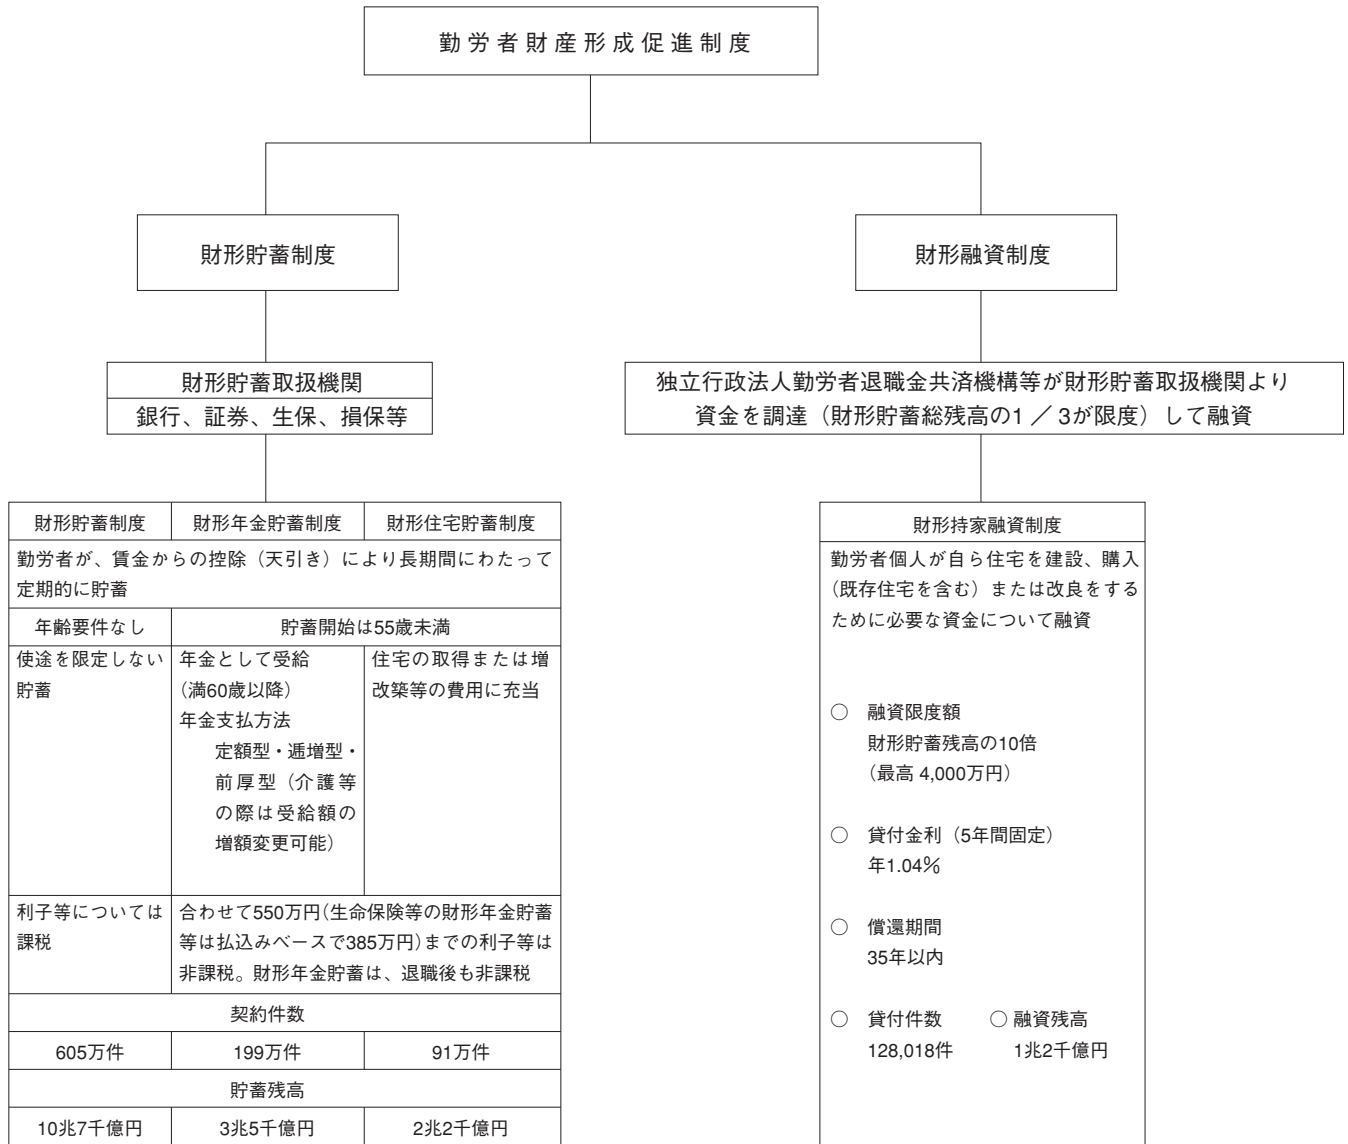 勤労者財産形成促進制度
財形貯蓄制度
財形融資制度
財形貯蓄取扱機関
銀行、証券、生保、損保等
独立行政法人勤労者退職金共済機構等が財形貯蓄取扱機関より
資金を調達（財形貯蓄総残高の1／3が限度）して融資
財形貯蓄制度
財形年金貯蓄制度
財形住宅貯蓄制度
勤労者が、賃金からの控除（天引き）により長期間にわたって
定期的に貯蓄
年齢要件なし
貯蓄開始は55歳未満
使途を限定しない
貯蓄
年金として受給
（満60歳以降）
年金支払方法
定額型・逓増型・
前厚型（介護等
の際は受給額の
増額変更可能）
住宅の取得または増
改築等の費用に充当
利子等については
課税
合わせて550万円（生命保険等の財形年金貯蓄
等は払込みベースで385万円）までの利子等は
非課税。財形年金貯蓄は、退職後も非課税
契約件数
605万件
199万件
91万件
貯蓄残高
10兆7千億円
3兆5千億円
2兆2千億円
財形持家融資制度
勤労者個人が自ら住宅を建設、購入
（既存住宅を含む）または改良をする
ために必要な資金について融資
○　融資限度額
財形貯蓄残高の10倍
（最高 4,000万円）
○　貸付金利（5年間固定）
年1.04％
○　償還期間
35年以内
○　貸付件数　○ 融資残高
128,018件　1兆2千億円